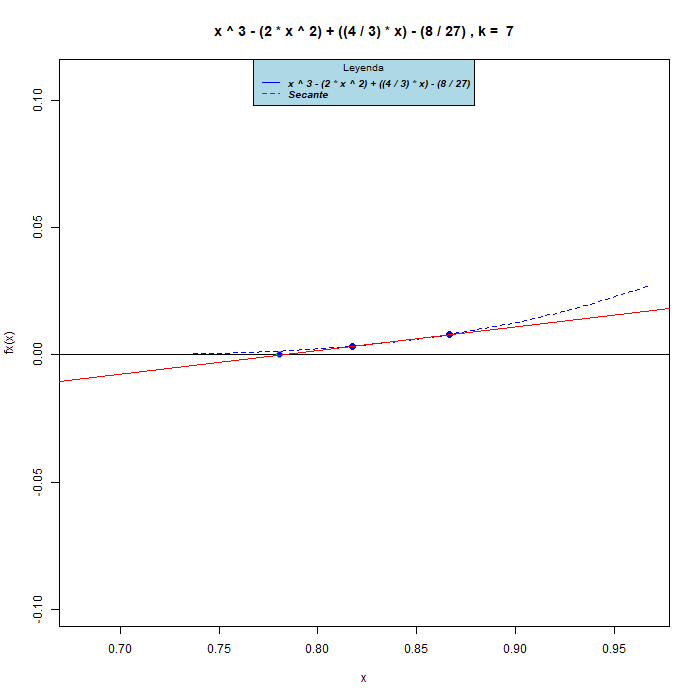 x ^ 3 - (2 * x ^ 2) + ((4 / 3) * x) - (8 / 27) , k = 7
Leyenda
x ^ 3 - (2 * x ^ 2) + ((4 / 3) * x) - (8 / 27)
Secante
0.10
0.05
0.00
-0.05
-0.10
fx(x)
0.70 0.75 0.80 0.85 0.90 0.95
x